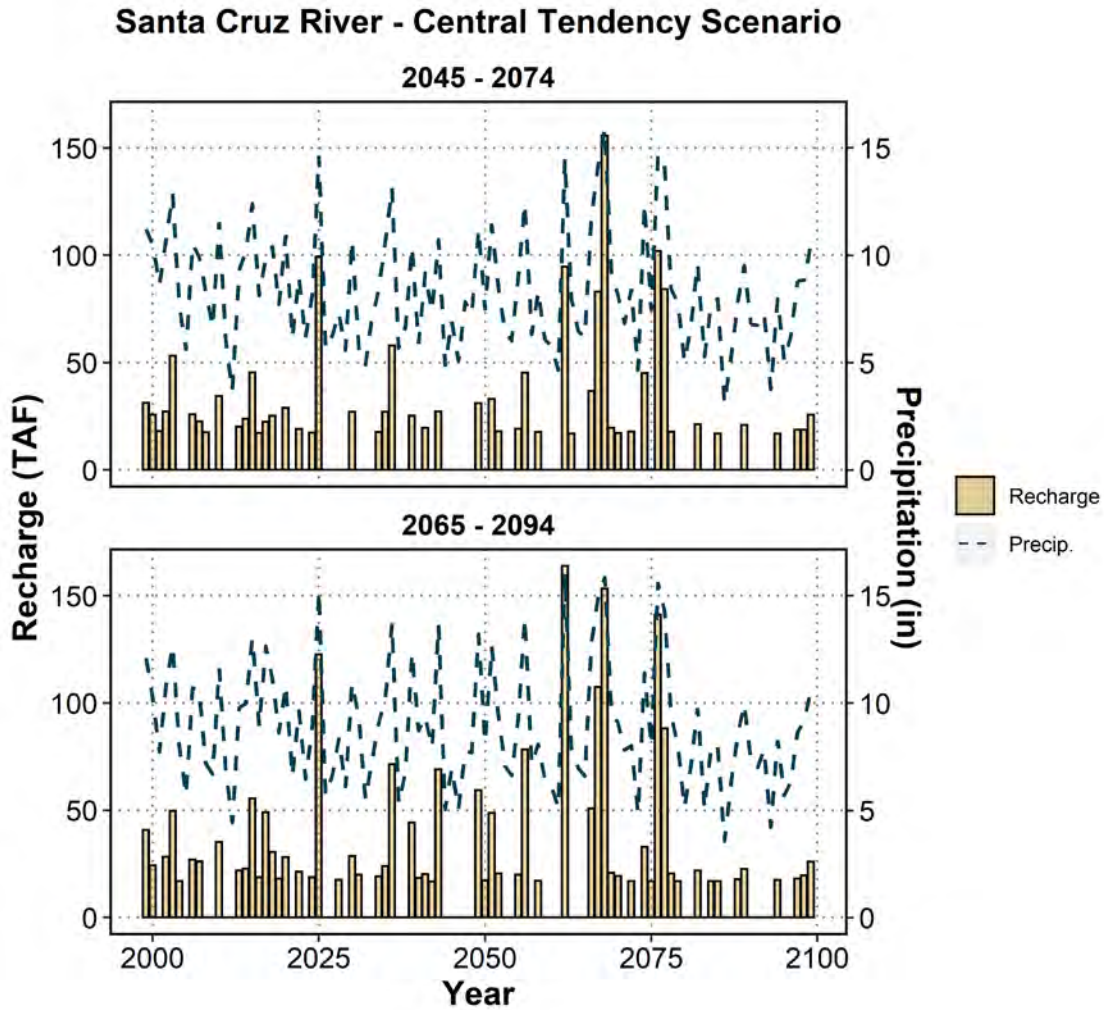 Santa Cruz River - Central Tendency Scenario
2045 - 2074
150
100
50
0
15
10
5
0
2065 - 2094
150
100
50
0
15
10
5
0
2000 2025 2050 2075 2100
Year
Recharge (TAF)
Precipitation (in)
Recharge
Precip.